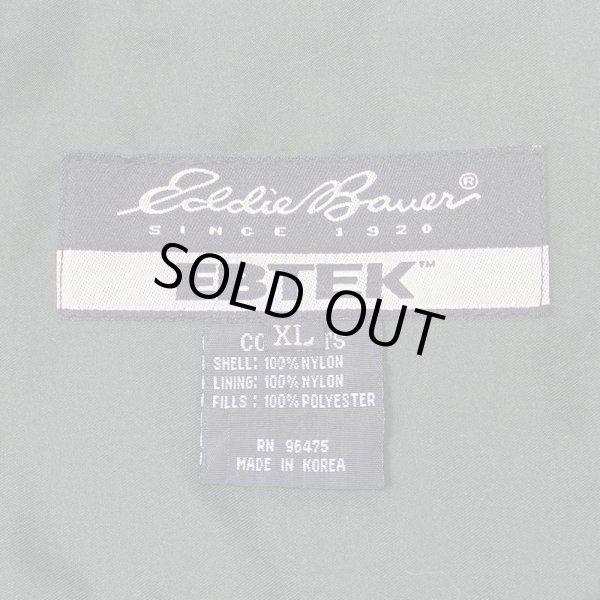 Eddie Bauer®
SINCE 1920
EBTEK™
SOLD OUT
XL
SHELL: 100% NYLON
LINING: 100% NYLON
FILLS : 100% POLYESTER
RN 96475
MADE IN KOREA